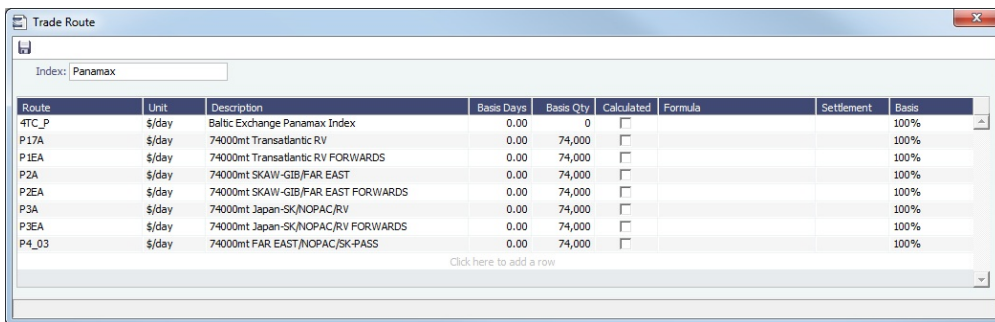 Trade Route
Index: Panamax
Route Unit Description Basis Days Basis Qty Calculated Formula Settlement Basis
4TC_P $/day Baltic Exchange Panamax Index 0.00 0 100%
P17A $/day 74000mt Transatlantic RV 0.00 74,000 100%
P1EA $/day 74000mt Transatlantic RV FORWARDS 0.00 74,000 100%
P2A $/day 74000mt SKAW-GIB/FAR EAST 0.00 74,000 100%
P2EA $/day 74000mt SKAW-GIB/FAR EAST FORWARDS 0.00 74,000 100%
P3A $/day 74000mt Japan-SK/NOPAC/RV 0.00 74,000 100%
P3EA $/day 74000mt Japan-SK/NOPAC/RV FORWARDS 0.00 74,000 100%
P4_03 $/day 74000mt FAR EAST/NOPAC/SK-PASS 0.00 74,000 100%
Click here to add a row